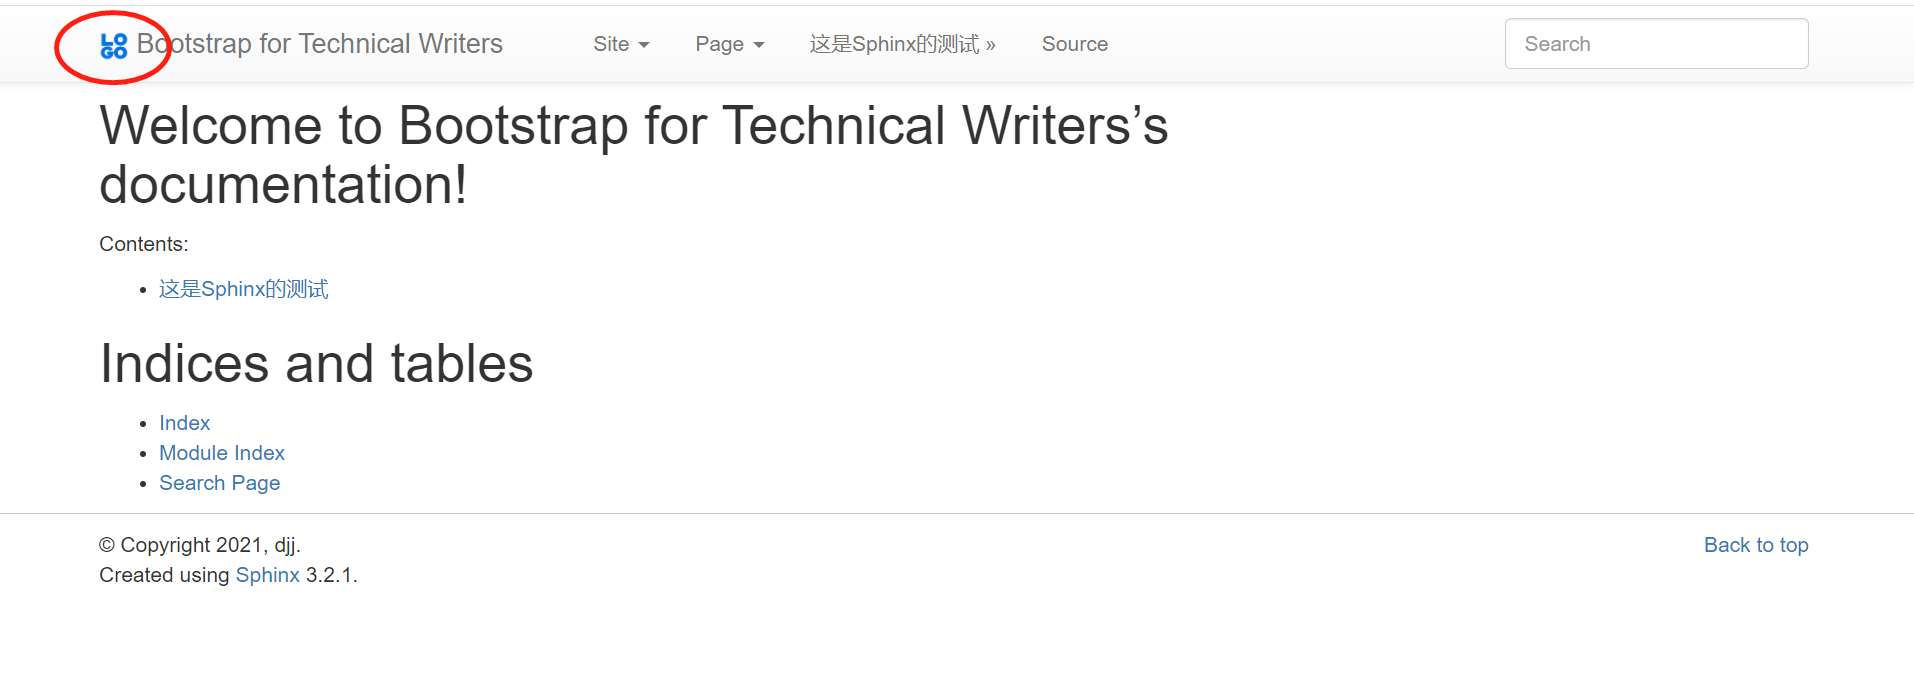 LO
GO
Bootstrap for Technical Writers Site Page 这是Sphinx的测试 » Source Search
Welcome to Bootstrap for Technical Writers’s
documentation!
Contents:
• 这是Sphinx的测试
Indices and tables
• Index
• Module Index
• Search Page
© Copyright 2021, djj. Back to top
Created using Sphinx 3.2.1.